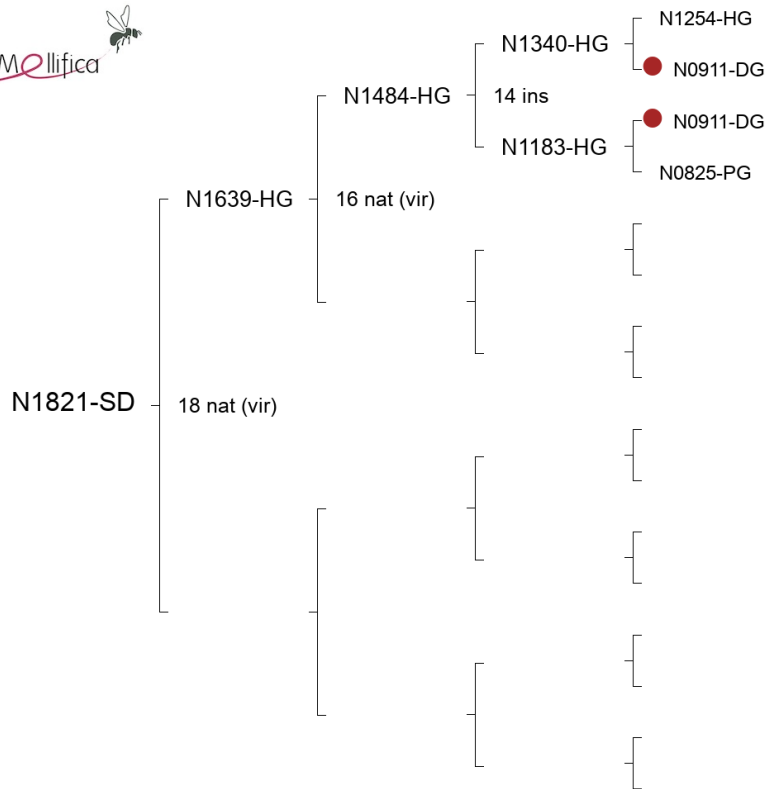 Mellifica
N1254-HG
N1340-HG
N0911-DG
N1484-HG
14 ins
N0911-DG
N1183-HG
N0825-PG
N1639-HG
16 nat (vir)
N1821-SD
18 nat (vir)